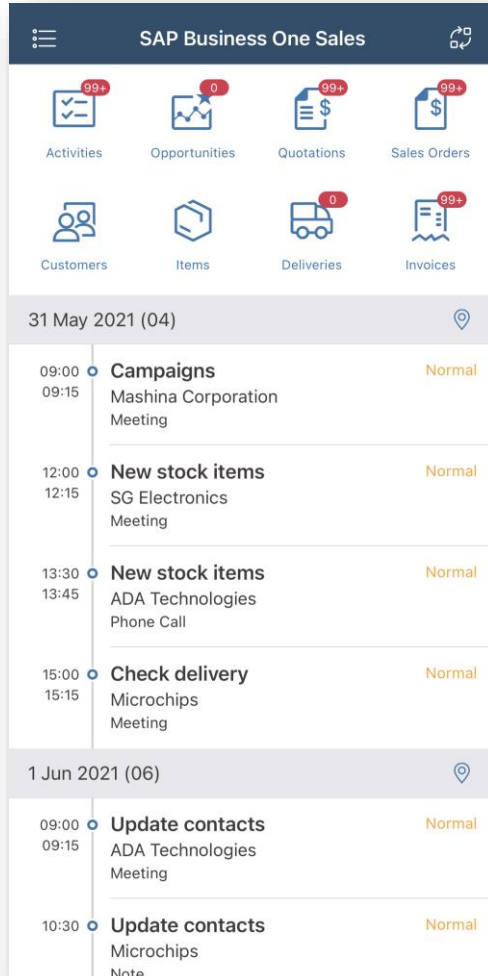 SAP Business One Sales
99+ 0 99+ 99+
$ $
Activities Opportunities Quotations Sales Orders
0 99+
Customers Items Deliveries Invoices
31 May 2021 (04)
09:00 Campaigns Normal
09:15 Mashina Corporation
Meeting
12:00 New stock items Normal
12:15 SG Electronics
Meeting
13:30 New stock items Normal
13:45 ADA Technologies
Phone Call
15:00 Check delivery Normal
15:15 Microchips
Meeting
1 Jun 2021 (06)
09:00 Update contacts Normal
09:15 ADA Technologies
Meeting
10:30 Update contacts Normal
Microchips
Note